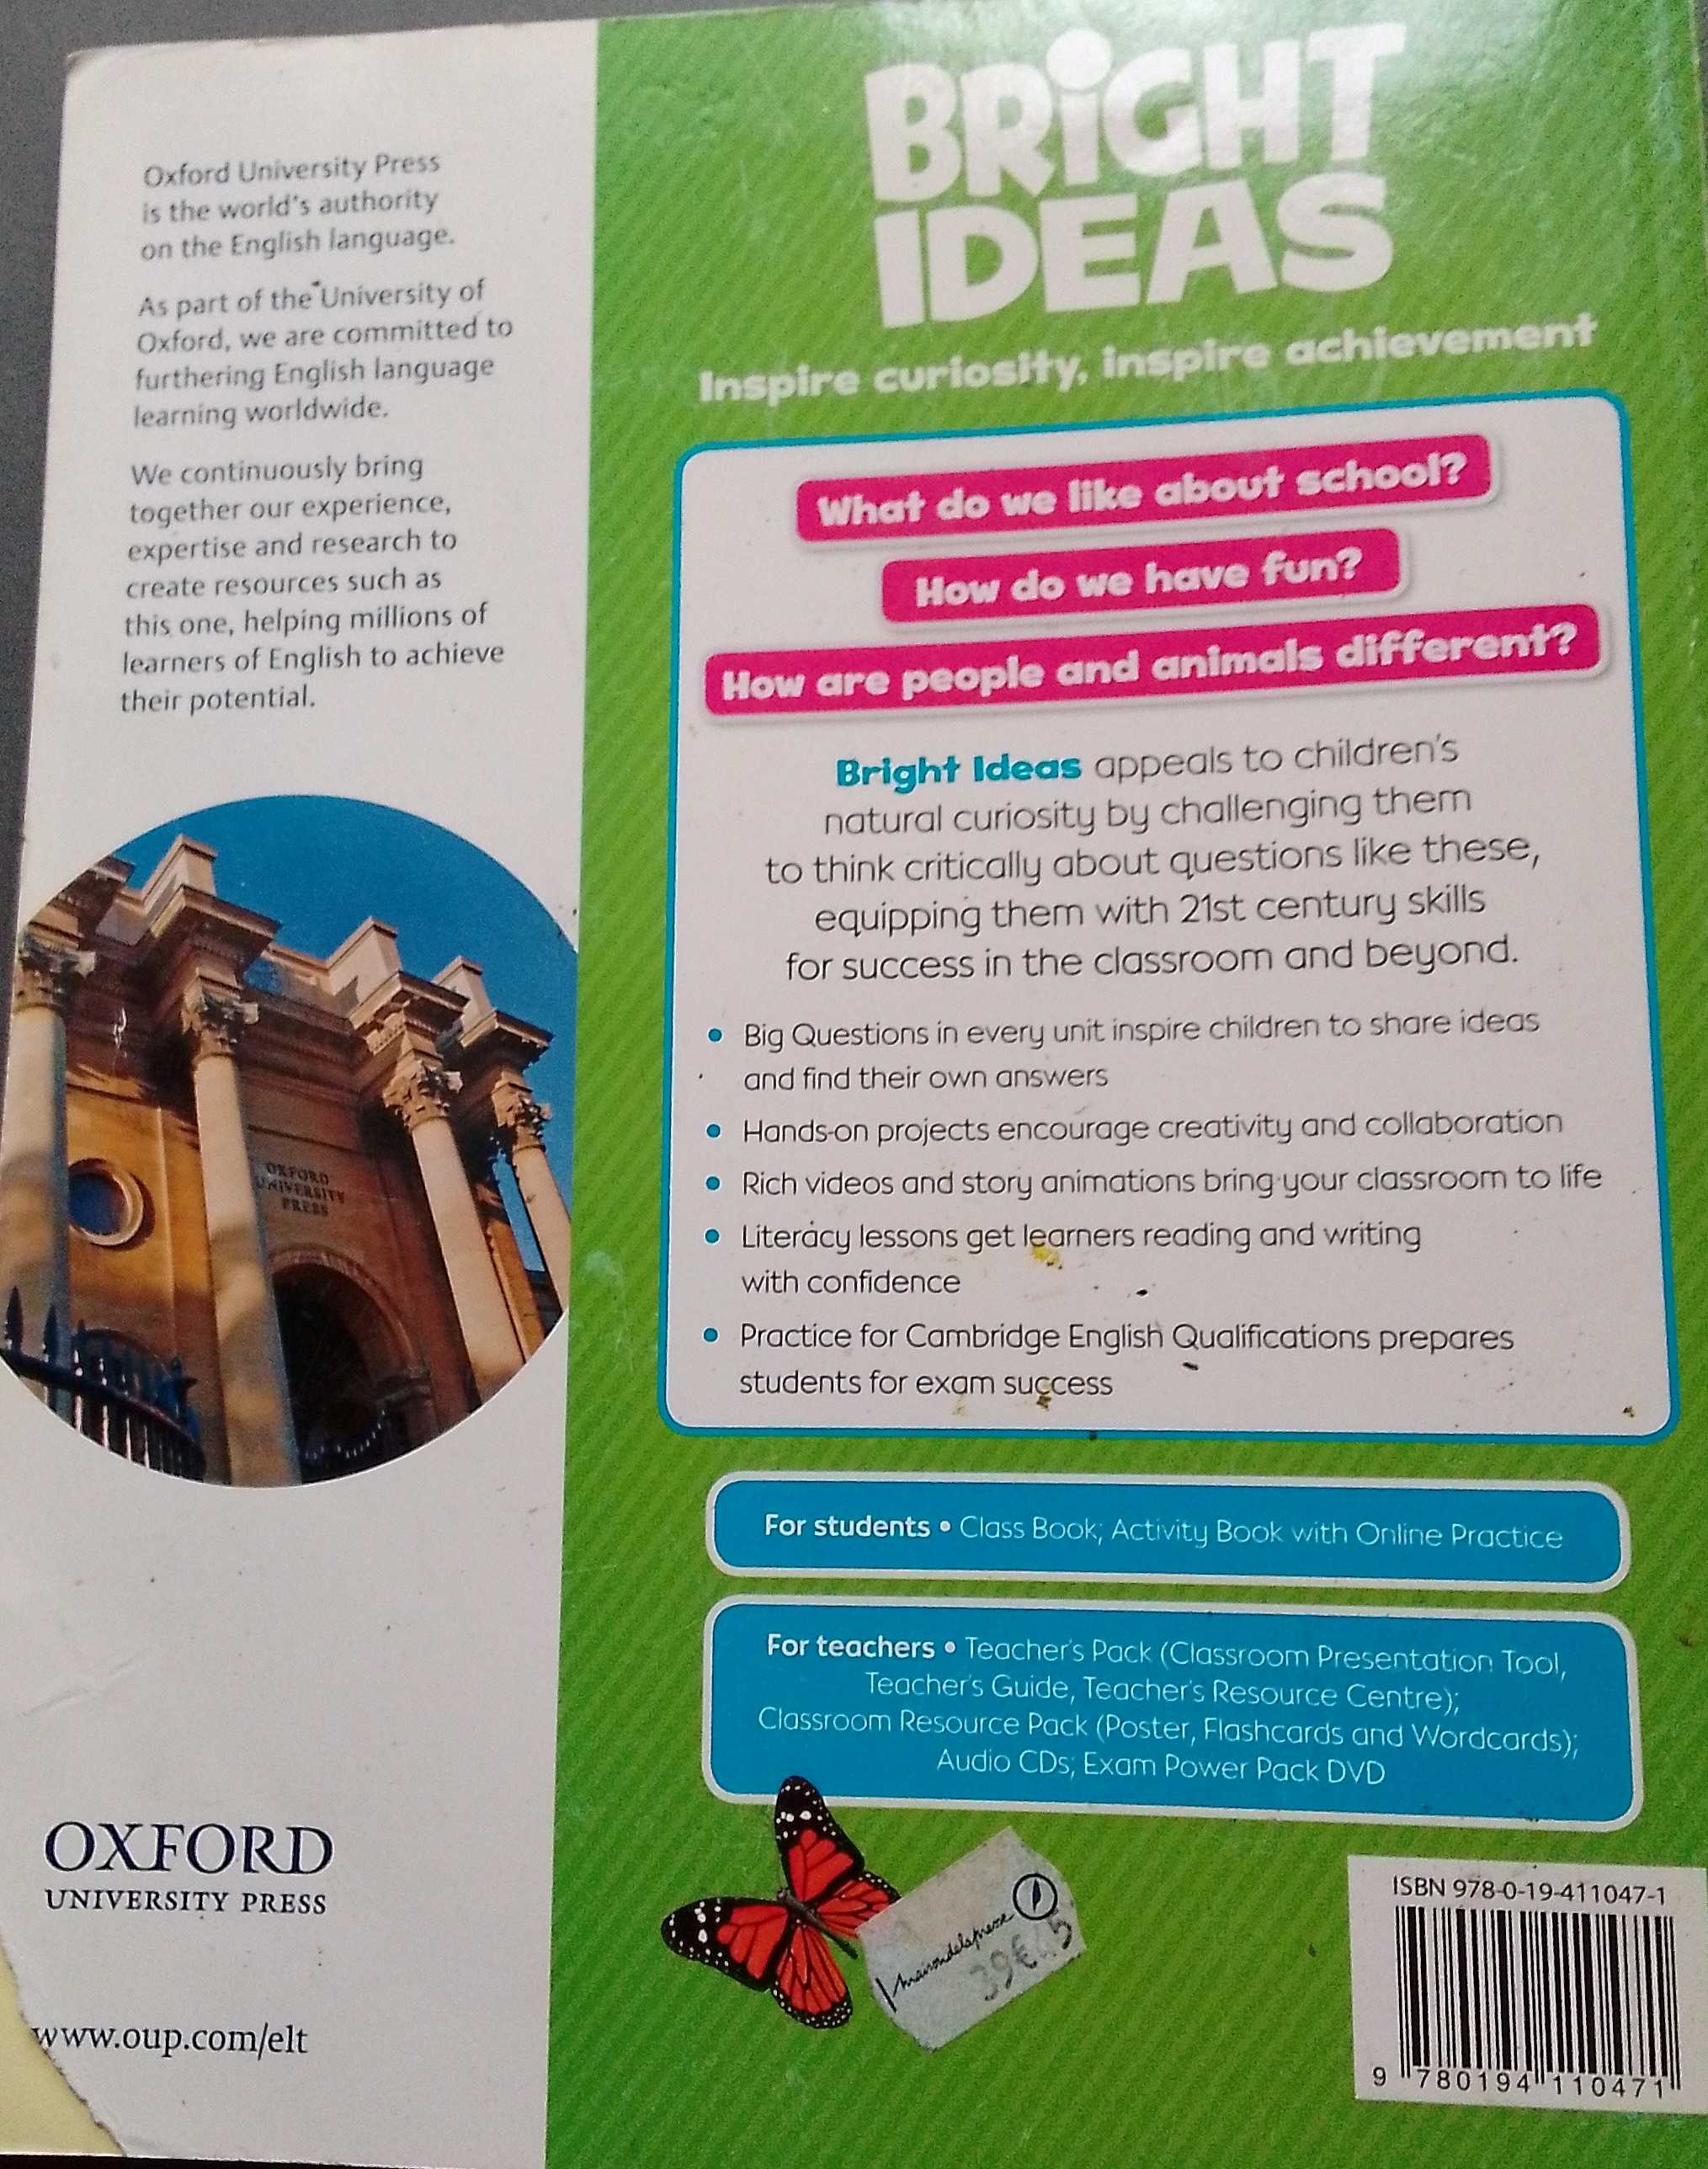 Oxford University Press
is the world's authority
on the English language.
As part of the University of
Oxford, we are committed to
furthering English language
learning worldwide.
We continuously bring
together our experience,
expertise and research to
create resources such as
this one, helping millions of
learners of English to achieve
their potential.
OXFORD
UNIVERSITY
PRESS
OXFORD
UNIVERSITY PRESS
www.oup.com/elt
BRiGHT
IDEAS
Inspire curiosity, inspire achievement
What do we like about school?
How do we have fun?
How are people and animals different?
Bright Ideas appeals to children's
natural curiosity by challenging them
to think critically about questions like these,
equipping them with 21st century skills
for success in the classroom and beyond.
• Big Questions in every unit inspire children to share ideas
and find their own answers
• Hands-on projects encourage creativity and collaboration
• Rich videos and story animations bring your classroom to life
• Literacy lessons get learners reading and writing
with confidence
• Practice for Cambridge English Qualifications prepares
students for exam success
For students • Class Book; Activity Book with Online Practice
For teachers • Teacher's Pack (Classroom Presentation Tool,
Teacher's Guide, Teacher's Resource Centre);
Classroom Resource Pack (Poster, Flashcards and Wordcards);
Audio CDs; Exam Power Pack DVD
maisondelapresse
39€45
ISBN 978-0-19-411047-1
9 780194 110471